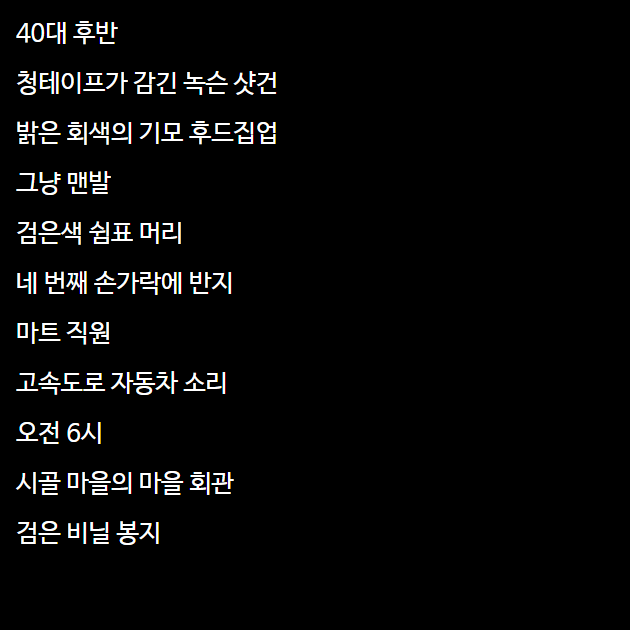 40대 후반
청테이프가 감긴 녹슨 샷건
밝은 회색의 기모 후드집업
그냥 맨발
검은색 쉼표 머리
네 번째 손가락에 반지
마트 직원
고속도로 자동차 소리
오전 6시
시골 마을의 마을 회관
검은 비닐 봉지